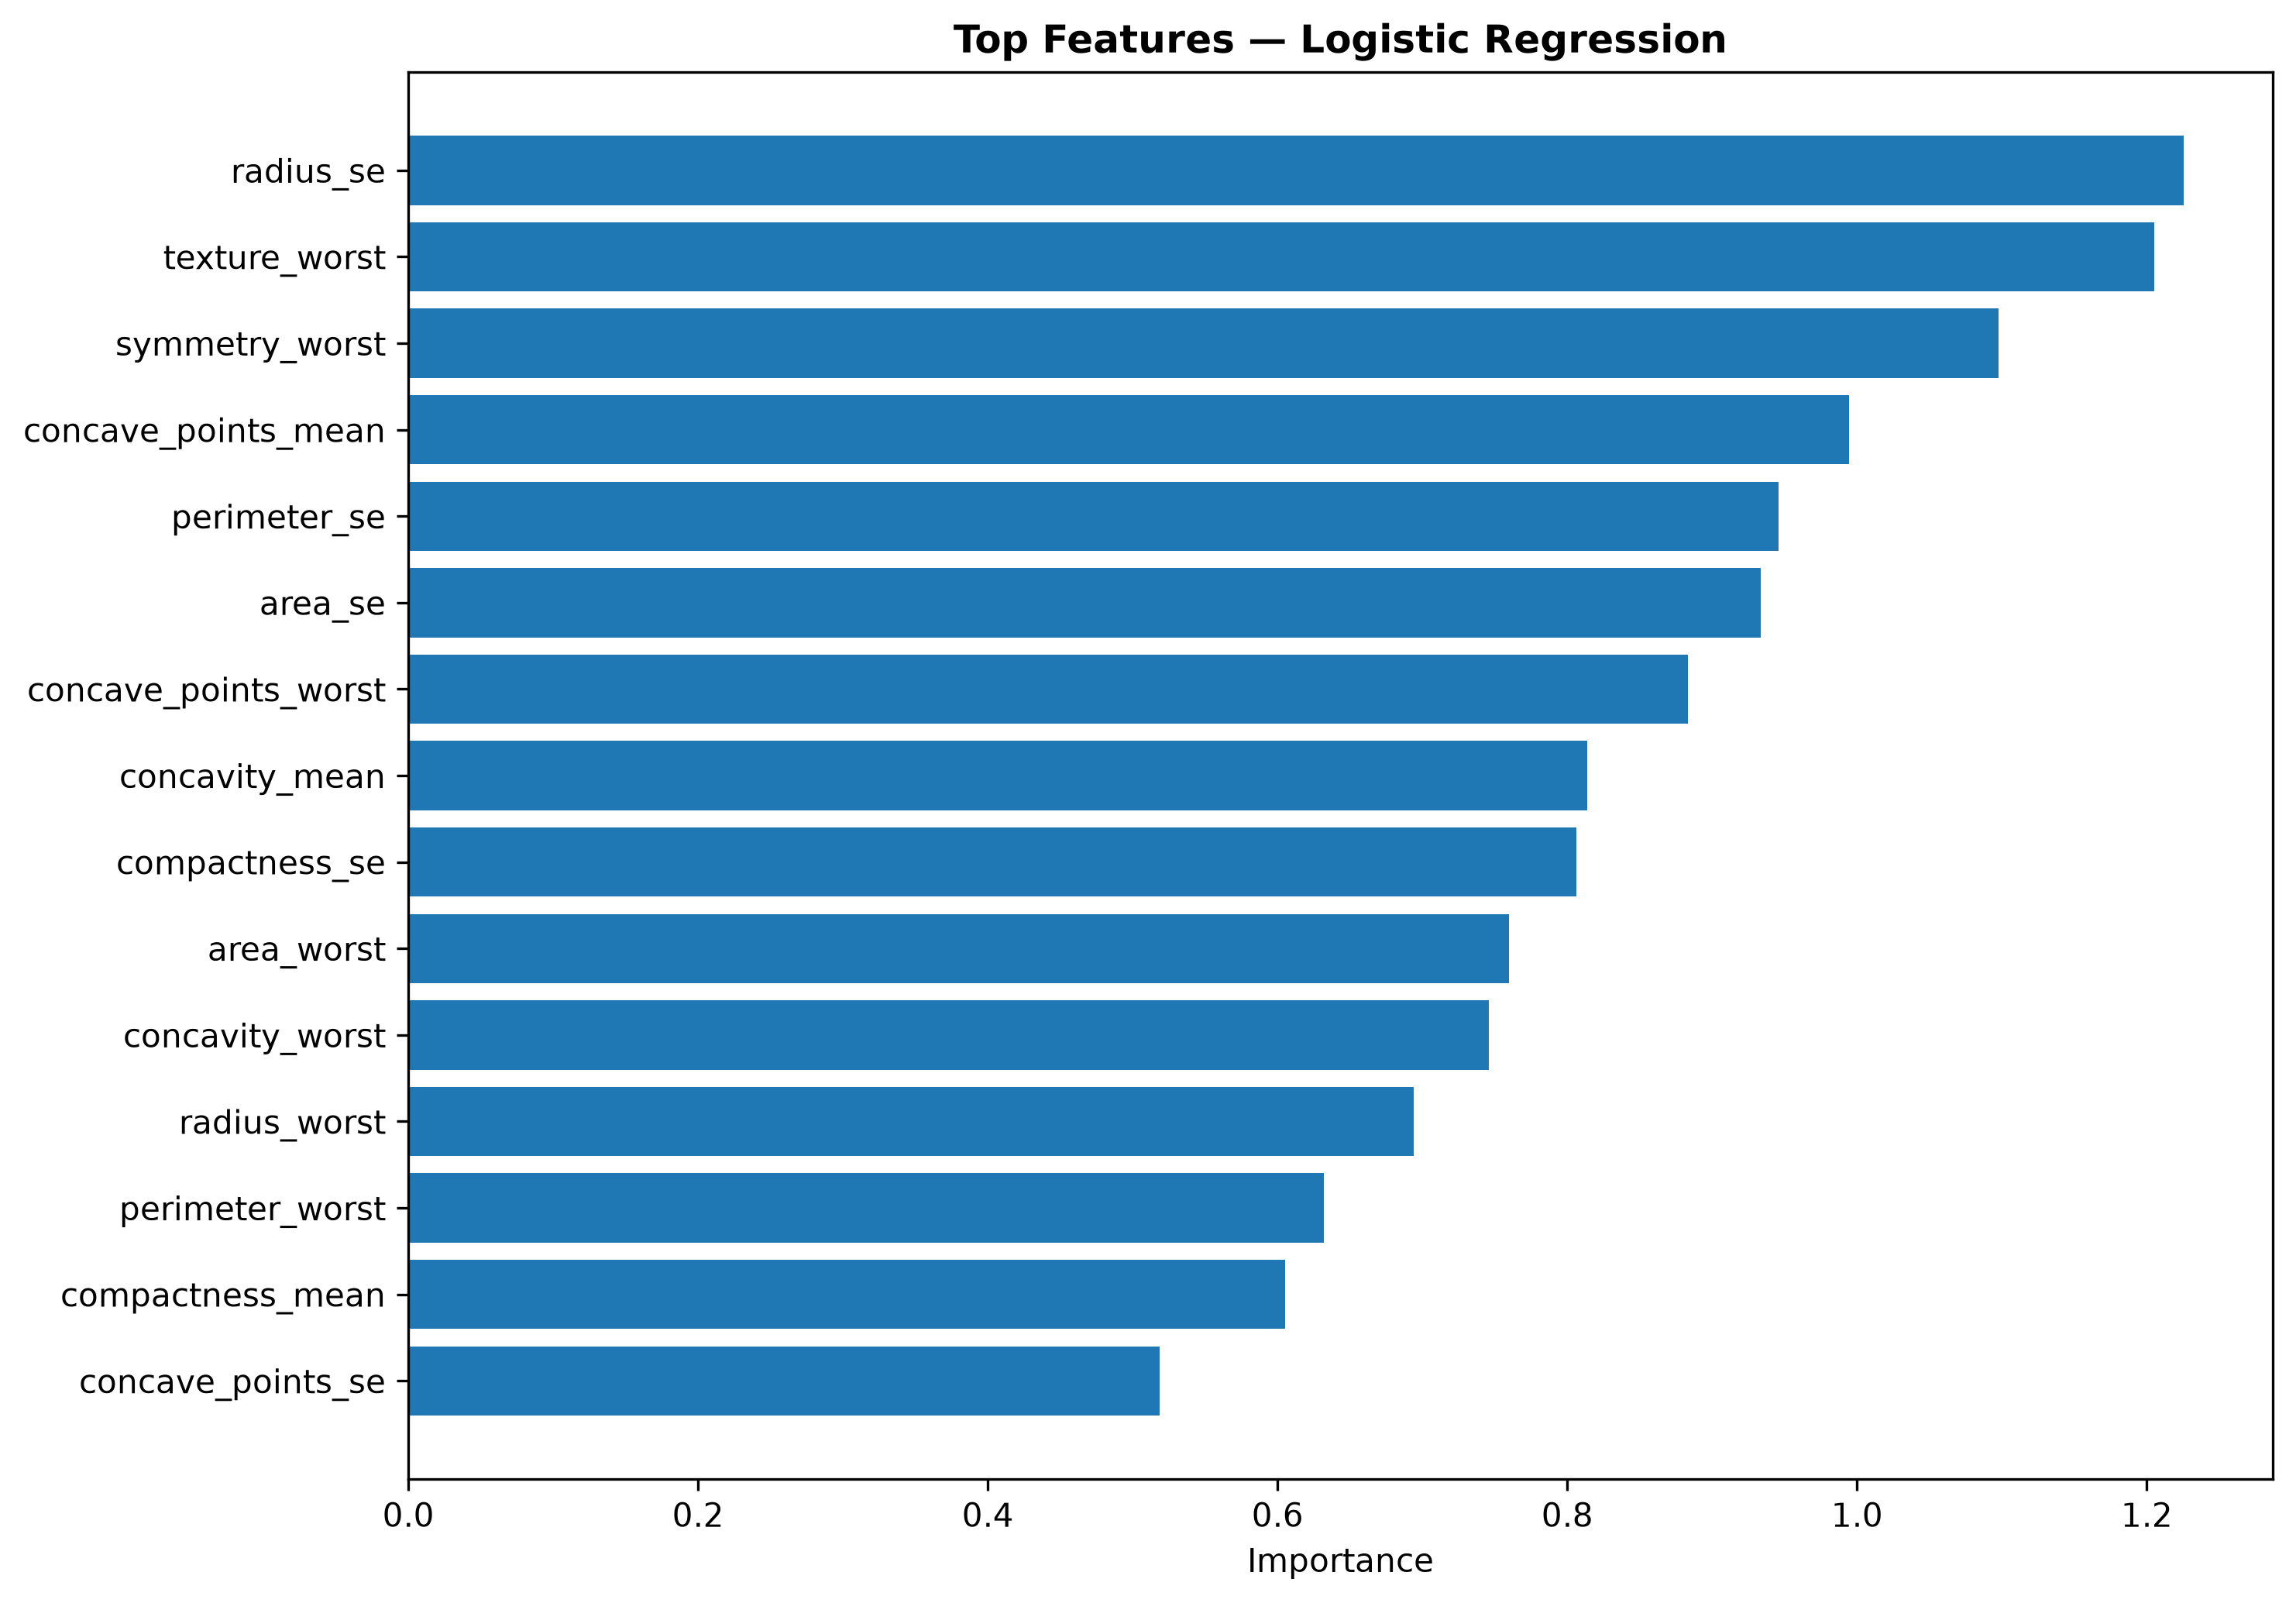 Top Features — Logistic Regression
radius_se
texture_worst
symmetry_worst
concave_points_mean
perimeter_se
area_se
concave_points_worst
concavity_mean
compactness_se
area_worst
concavity_worst
radius_worst
perimeter_worst
compactness_mean
concave_points_se
0.0 0.2 0.4 0.6 0.8 1.0 1.2
Importance